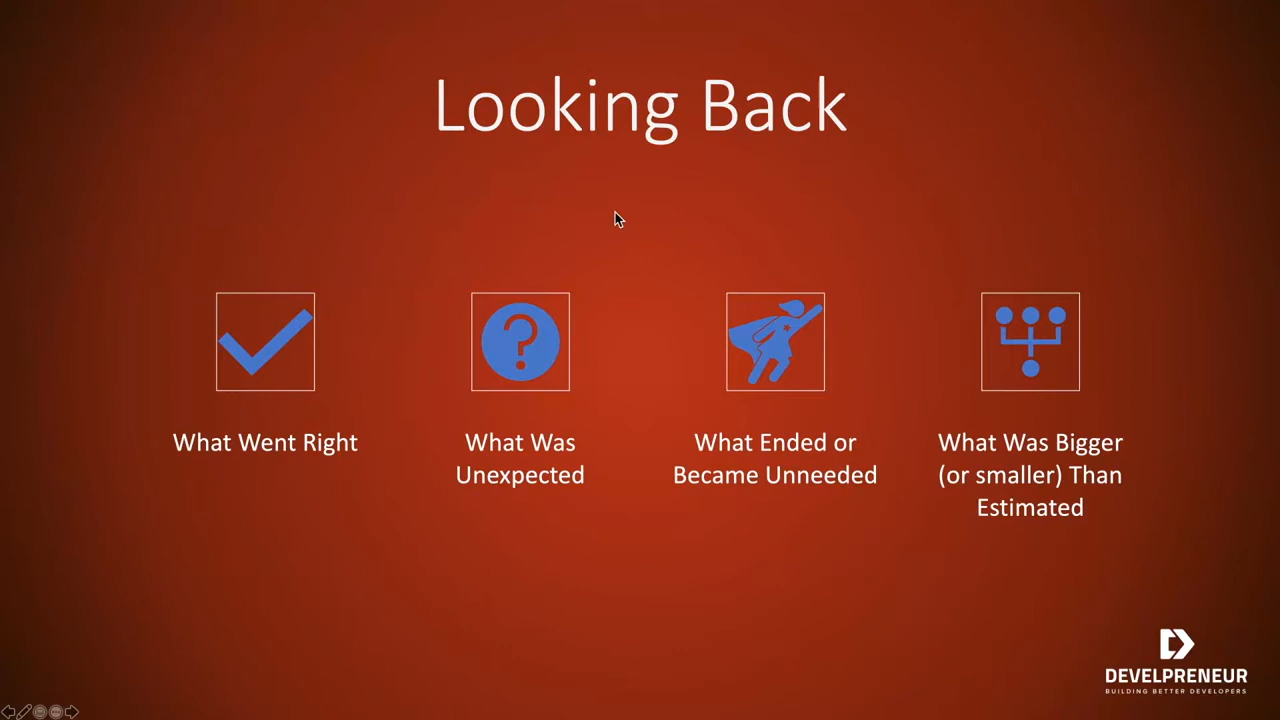 Looking Back
What Went Right
What Was
Unexpected
What Ended or
Became Unneeded
What Was Bigger
(or smaller) Than
Estimated
DEVELPRENEUR
BUILDING BETTER DEVELOPERS